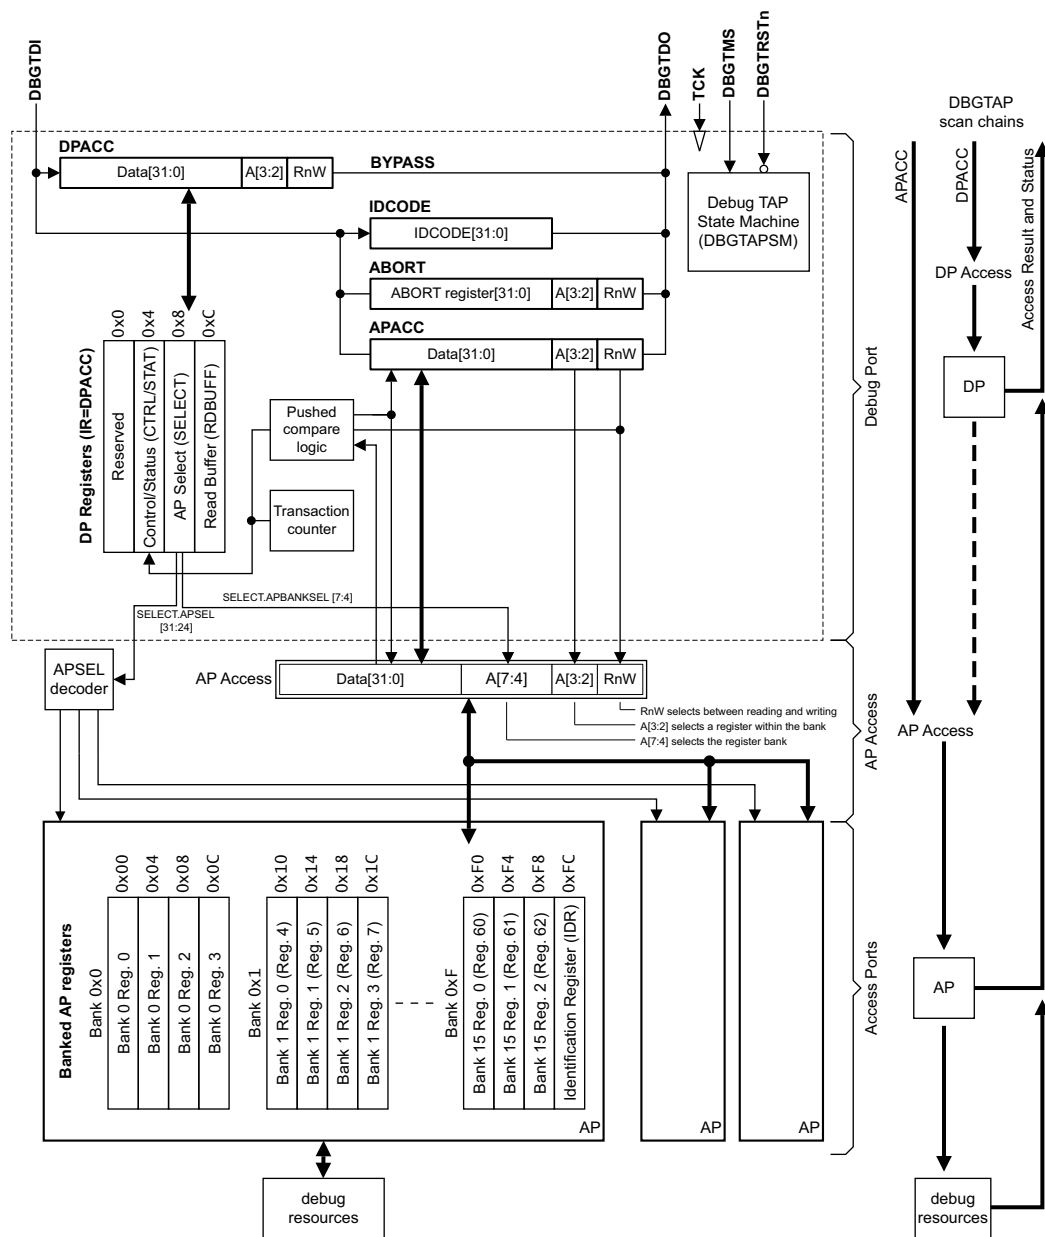 DBGTDI
DBGTDO
TCK
DBGTMS
DBGTRSTn
DBGTAP
scan chains
APACC
DPACC
Access Result and Status
DPACC
Data[31:0]
A[3:2]
RnW
BYPASS
IDCODE
IDCODE[31:0]
ABORT
ABORT register[31:0]
A[3:2]
RnW
APACC
Data[31:0]
A[3:2]
RnW
Debug TAP
State Machine
(DBGTAPSM)
DP Access
DP
Debug Port
DP Registers (IR=DPACC)
0x0
0x4
0x8
0xC
Reserved
Control/Status (CTRL/STAT)
AP Select (SELECT)
Read Buffer (RDBUFF)
Pushed
compare
logic
Transaction
counter
SELECT.APBANKSEL [7:4]
SELECT.APSEL
[31:24]
APSEL
decoder
AP Access
Data[31:0]
A[7:4]
A[3:2]
RnW
RnW selects between reading and writing
A[3:2] selects a register within the bank
A[7:4] selects the register bank
AP Access
AP Access
Banked AP registers
Bank 0x0
0x00
0x04
0x08
0x0C
Bank 0 Reg. 0
Bank 0 Reg. 1
Bank 0 Reg. 2
Bank 0 Reg. 3
Bank 0x1
0x10
0x14
0x18
0x1C
Bank 1 Reg. 0 (Reg. 4)
Bank 1 Reg. 1 (Reg. 5)
Bank 1 Reg. 2 (Reg. 6)
Bank 1 Reg. 3 (Reg. 7)
Bank 0xF
0xF0
0xF4
0xF8
0xFC
Bank 15 Reg. 0 (Reg. 60)
Bank 15 Reg. 1 (Reg. 61)
Bank 15 Reg. 2 (Reg. 62)
Identification Register (IDR)
AP
AP
AP
Access Ports
AP
debug
resources
debug
resources